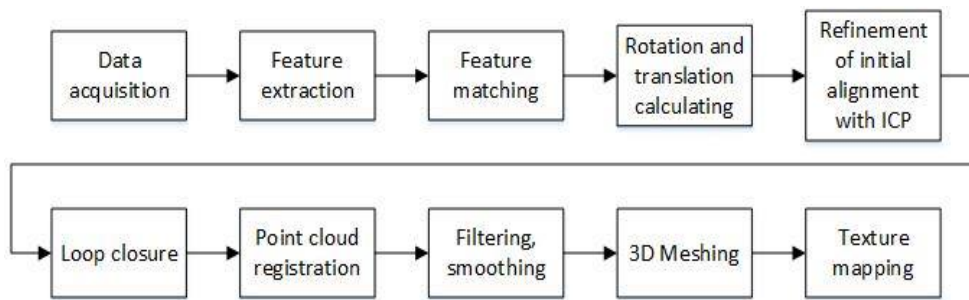 Data
acquisition
Feature
extraction
Feature
matching
Rotation and
translation
calculating
Refinement
of initial
alignment
with ICP
Loop closure
Point cloud
registration
Filtering,
smoothing
3D Meshing
Texture
mapping